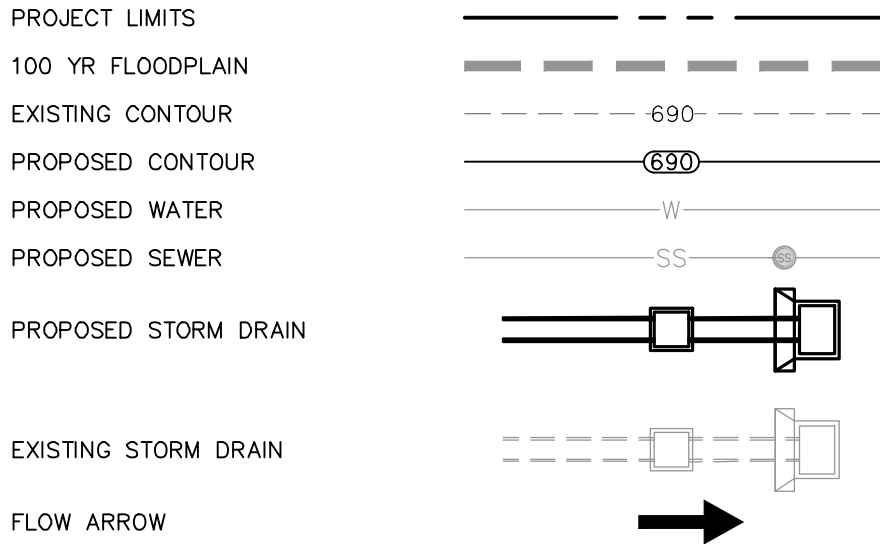 PROJECT LIMITS
100 YR FLOODPLAIN
EXISTING CONTOUR 690
PROPOSED CONTOUR 690
PROPOSED WATER W
PROPOSED SEWER SS SS
PROPOSED STORM DRAIN
EXISTING STORM DRAIN
FLOW ARROW